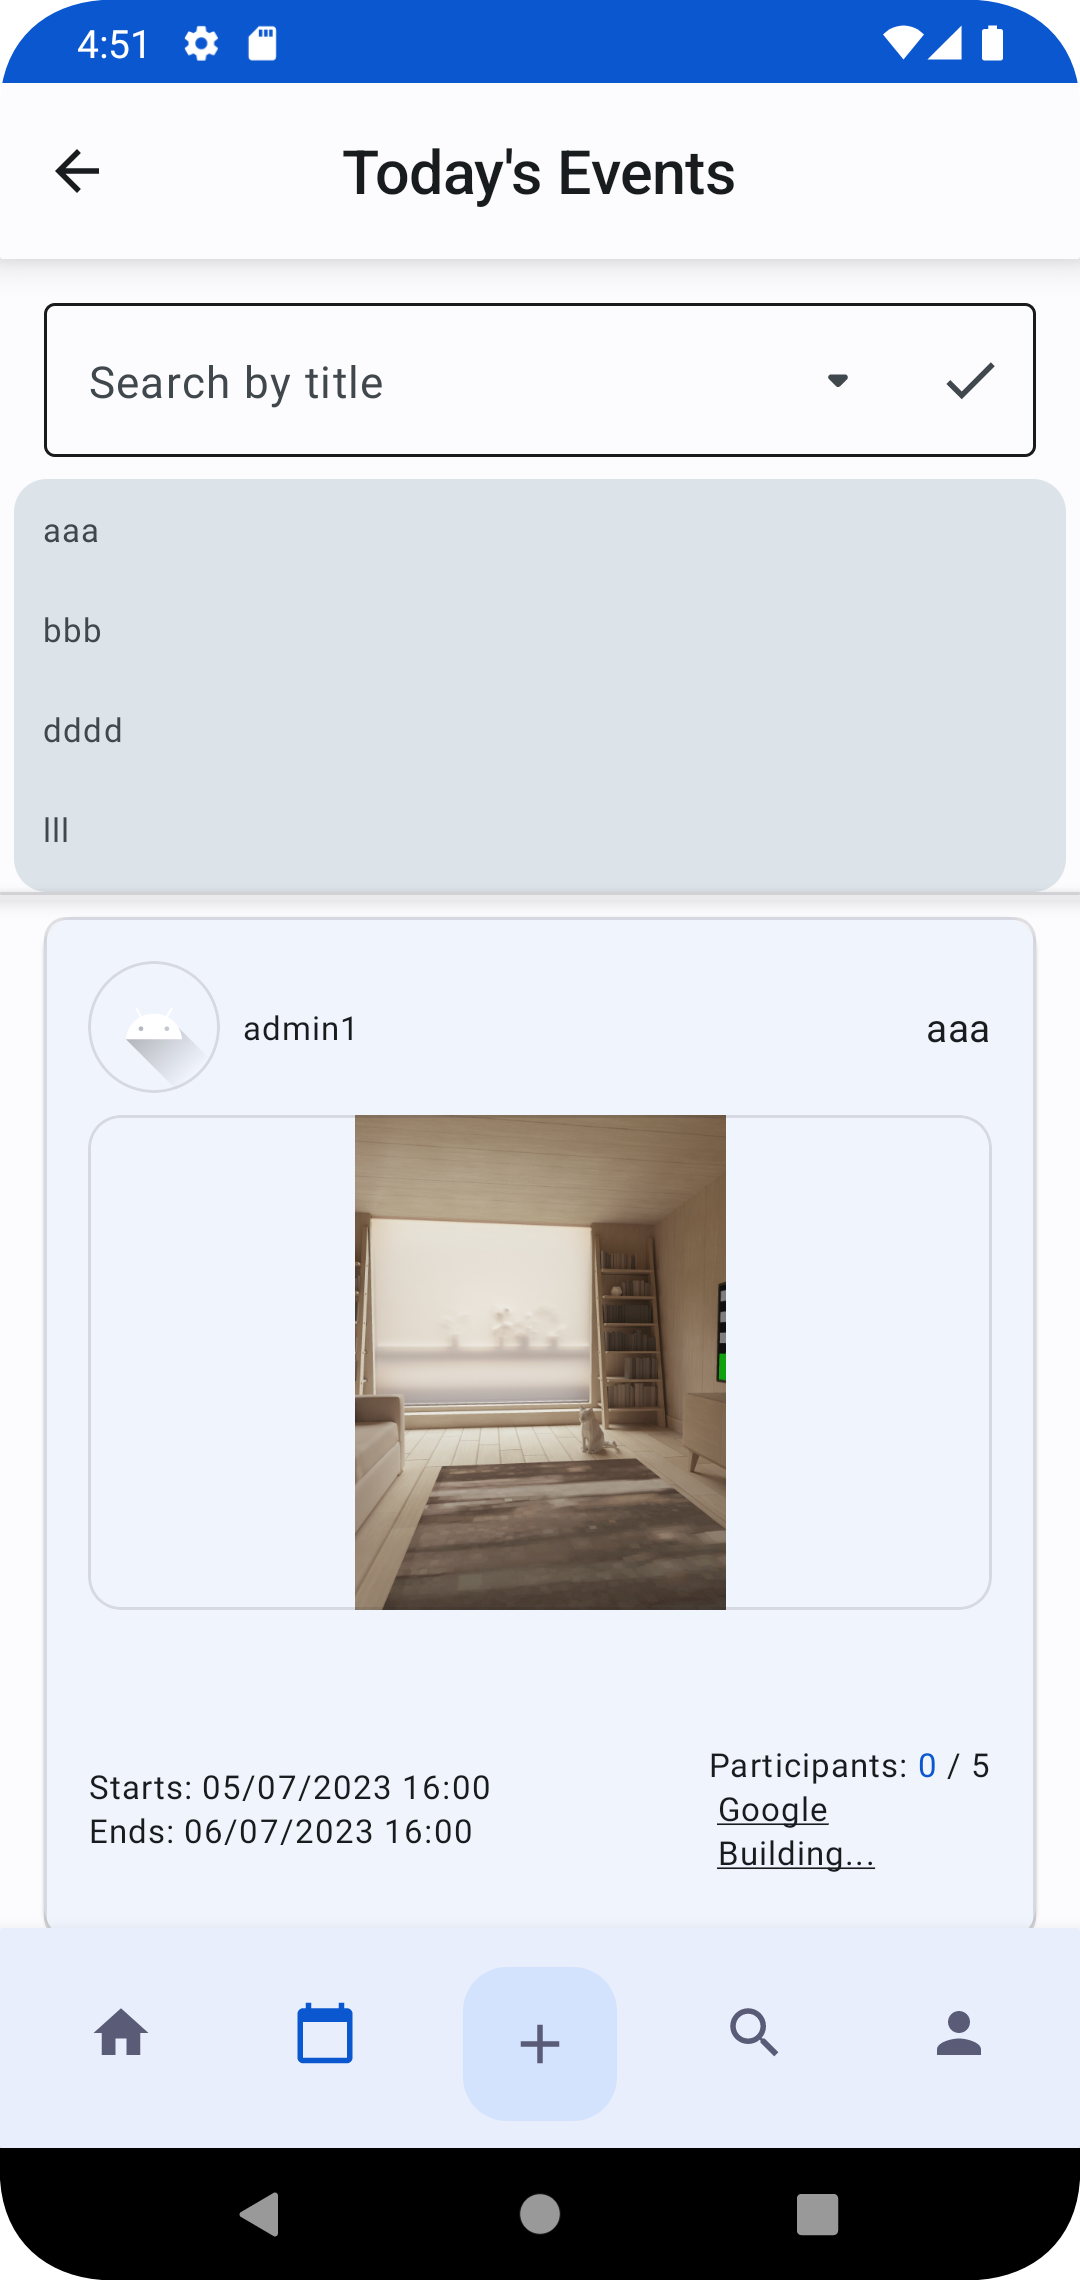 4:51
Today's Events
Search by title
aaa
bbb
dddd
lll
admin1
aaa
Starts: 05/07/2023 16:00
Ends: 06/07/2023 16:00
Participants: 0 / 5
Google
Building...